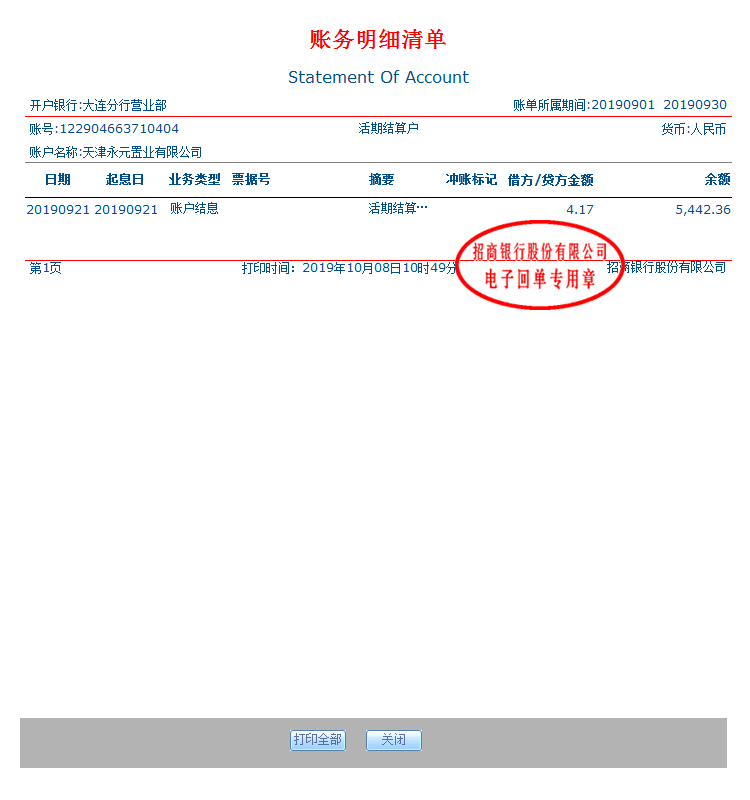 账务明细清单
Statement Of Account
开户银行:大连分行营业部 账单所属期间:20190901 20190930
账号:122904663710404 活期结算户 货币:人民币
账户名称:天津永元置业有限公司
日期 起息日 业务类型 票据号 摘要 冲账标记 借方/贷方金额 余额
20190921 20190921 账户结息 活期结算… 4.17 5,442.36
招商银行股份有限公司
电子回单专用章
第1页 打印时间: 2019年10月08日10时49分 招商银行股份有限公司
打印全部 关闭